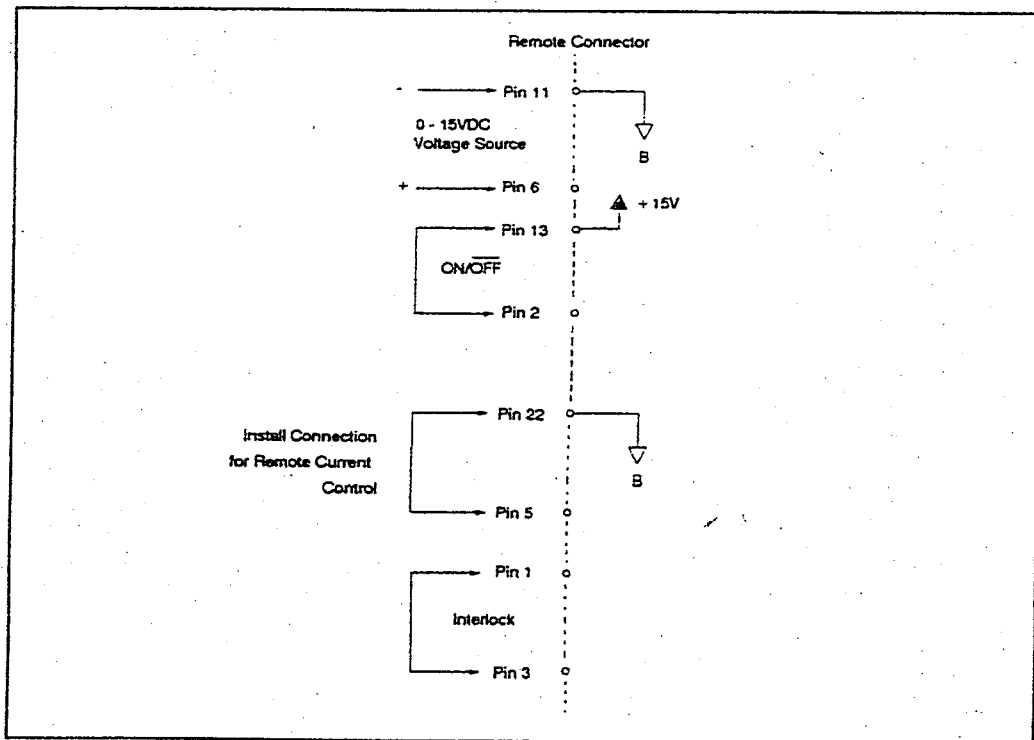 Remote Connector
- Pin 11
0 - 15VDC
Voltage Source
B
+ Pin 6
+ 15V
Pin 13
ON/OFF
Pin 2
Pin 22
Install Connection
for Remote Current
Control
B
Pin 5
Pin 1
Interlock
Pin 3